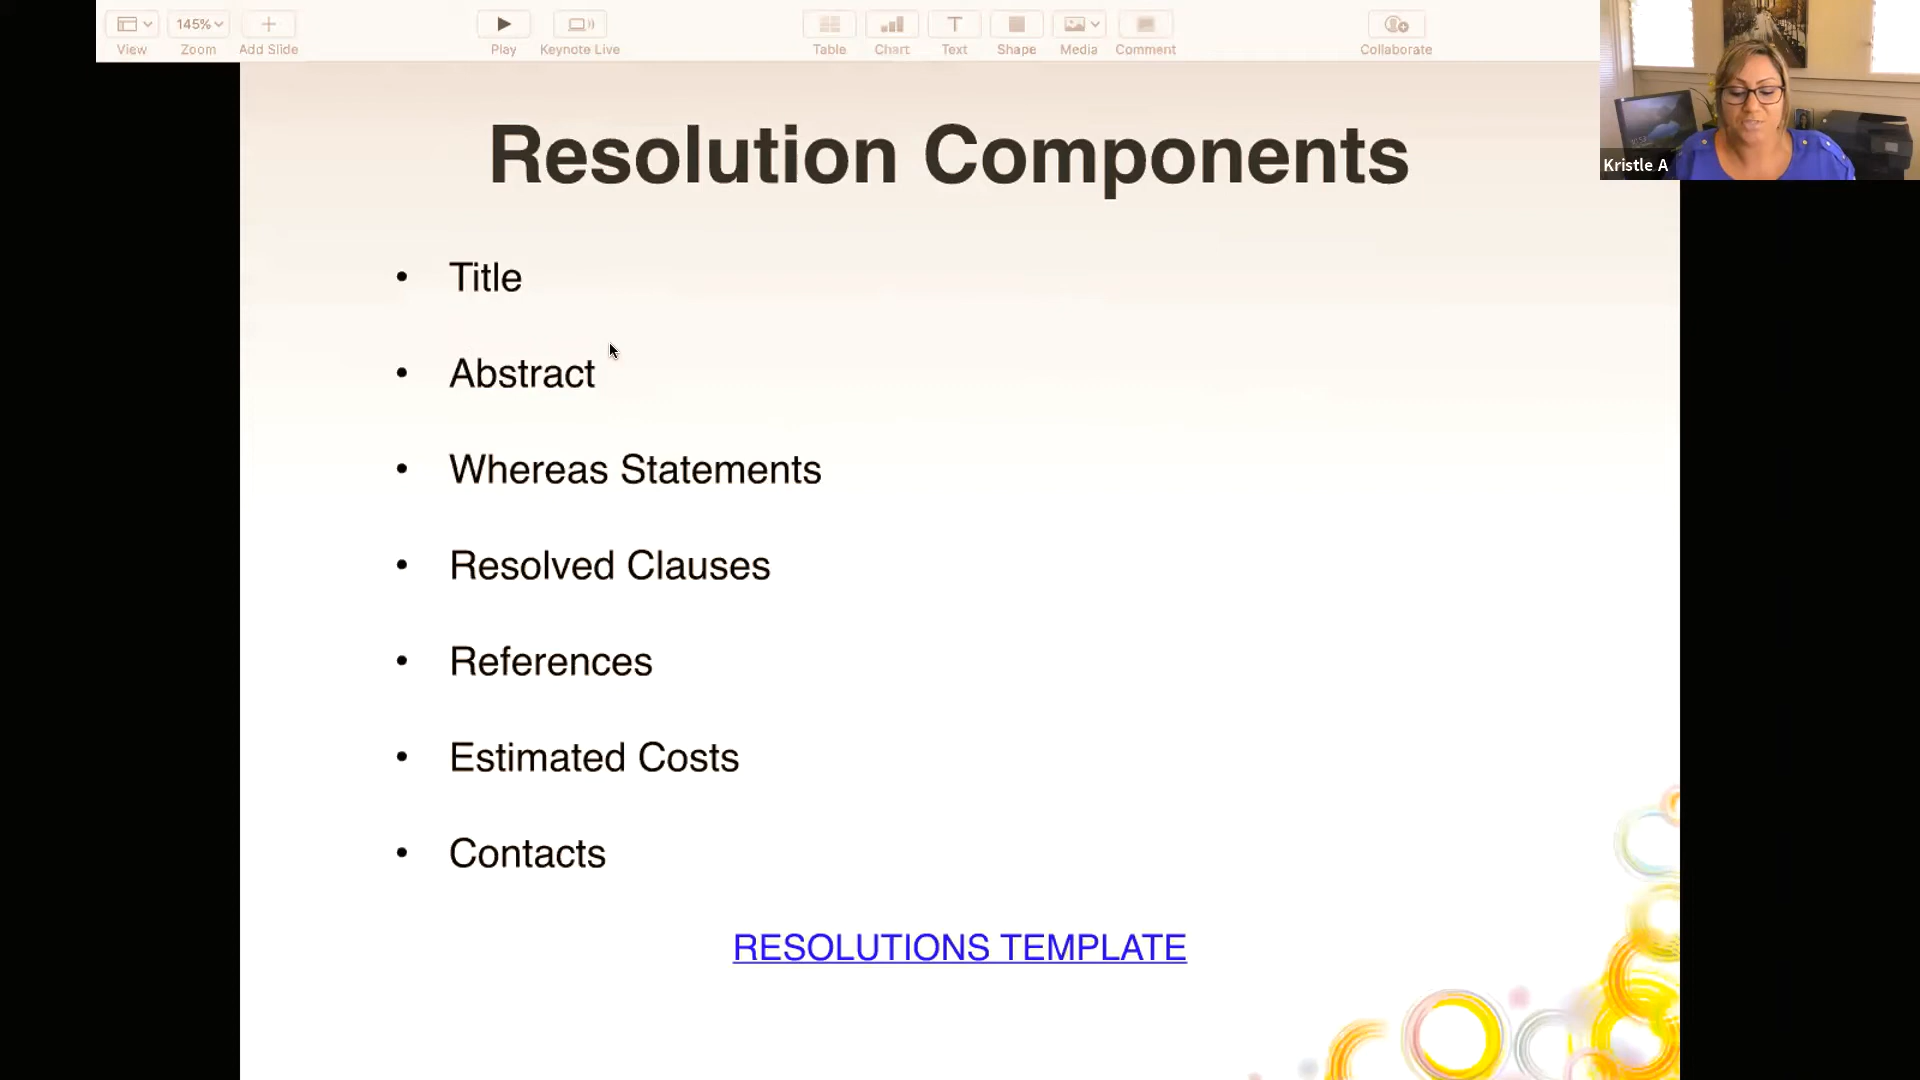 145%
View
Zoom
Add Slide
Play
Keynote Live
Table
Chart
Text
Shape
Media
Comment
Collaborate
Kristle A
Resolution Components
• Title
• Abstract
• Whereas Statements
• Resolved Clauses
• References
• Estimated Costs
• Contacts
RESOLUTIONS TEMPLATE